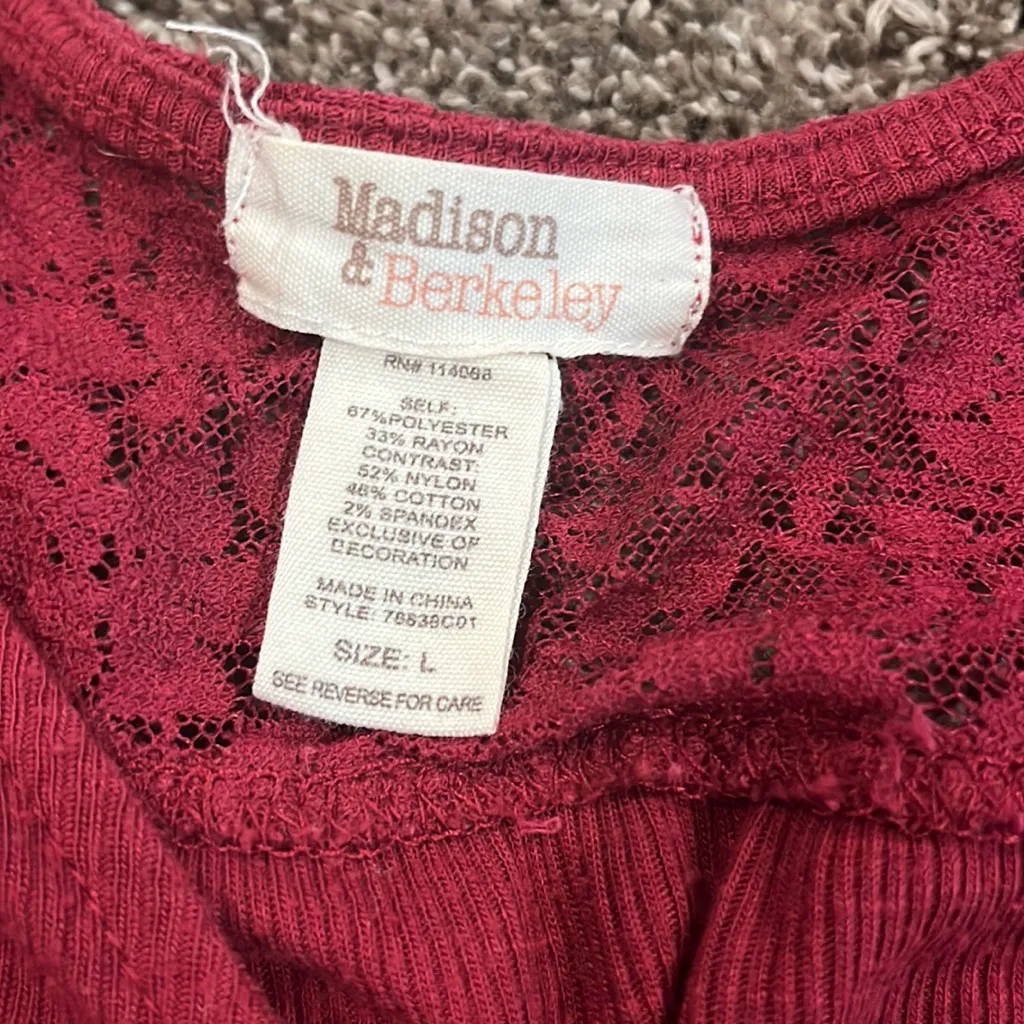 Madison
& Berkeley
RN# 114068
SELF:
67%POLYESTER
33% RAYON
CONTRAST:
52% NYLON
46% COTTON
2% SPANDEX
EXCLUSIVE OF
DECORATION
MADE IN CHINA
STYLE: 76638C01
SIZE: L
SEE REVERSE FOR CARE